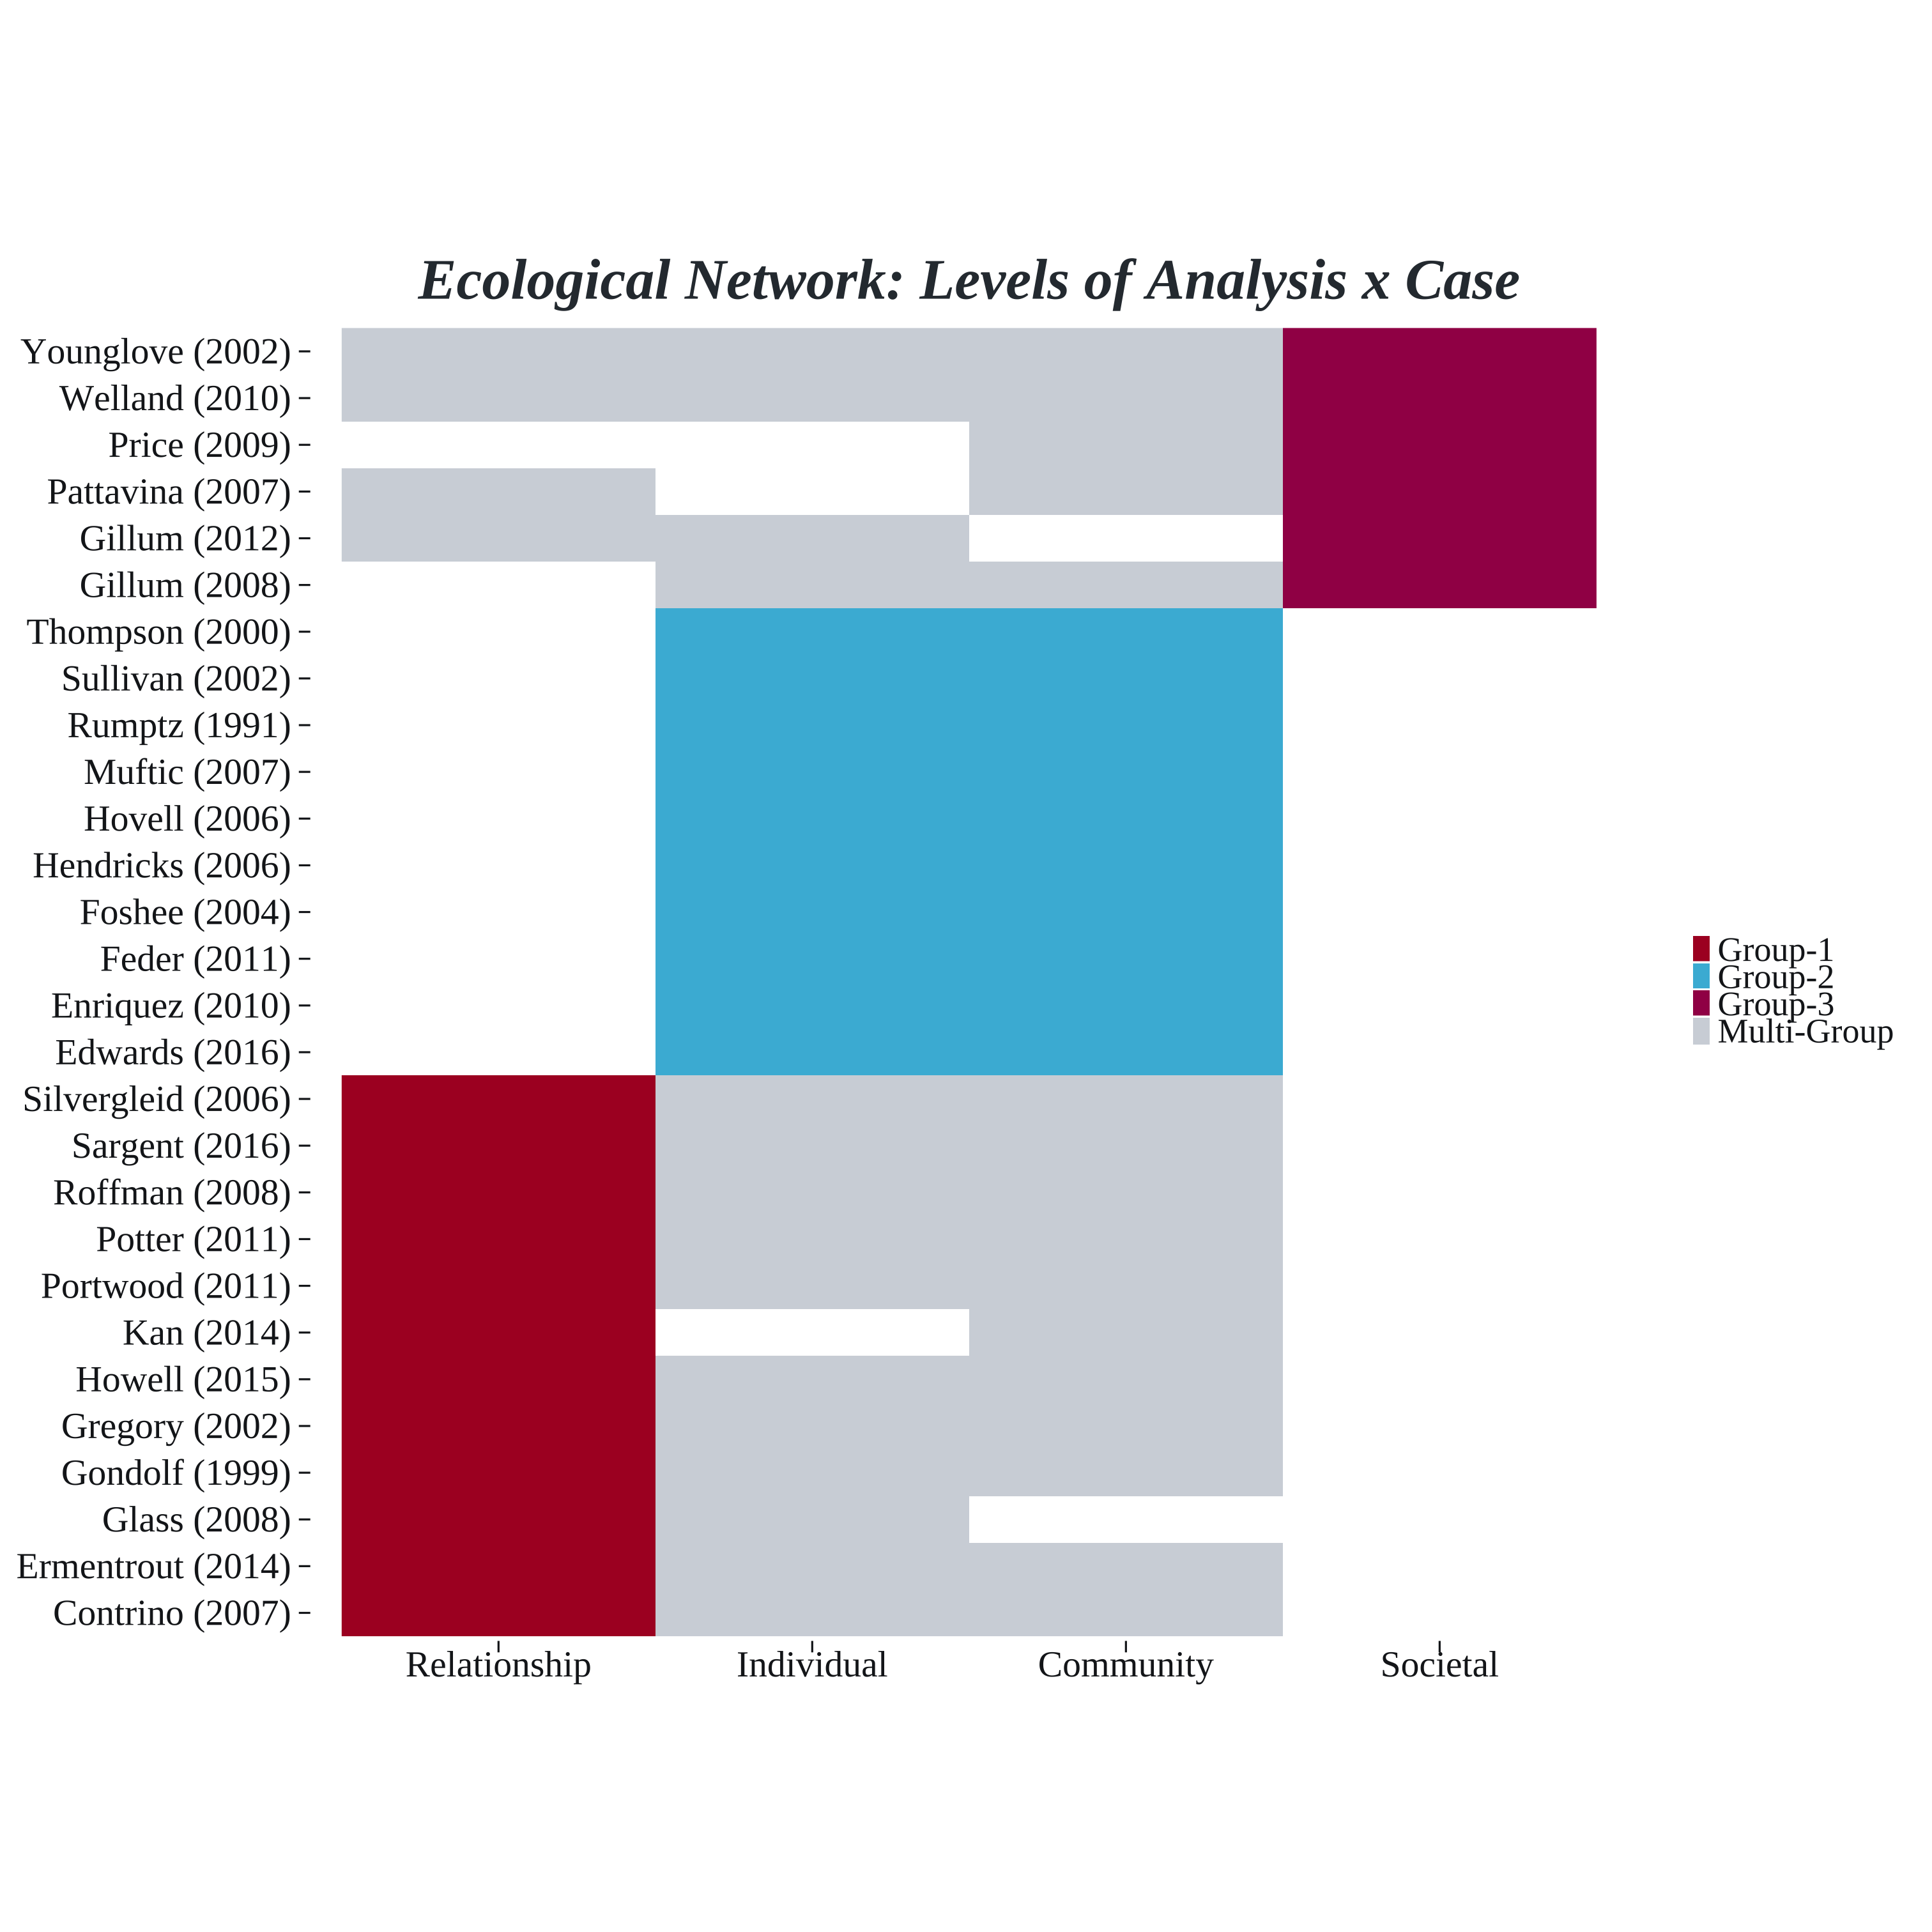 Ecological Network: Levels of Analysis x Case
Younglove (2002)
Welland (2010)
Price (2009)
Pattavina (2007)
Gillum (2012)
Gillum (2008)
Thompson (2000)
Sullivan (2002)
Rumptz (1991)
Muftic (2007)
Hovell (2006)
Hendricks (2006)
Foshee (2004)
Feder (2011)
Enriquez (2010)
Edwards (2016)
Silvergleid (2006)
Sargent (2016)
Roffman (2008)
Potter (2011)
Portwood (2011)
Kan (2014)
Howell (2015)
Gregory (2002)
Gondolf (1999)
Glass (2008)
Ermentrout (2014)
Contrino (2007)
Relationship Individual Community Societal
Group-1
Group-2
Group-3
Multi-Group